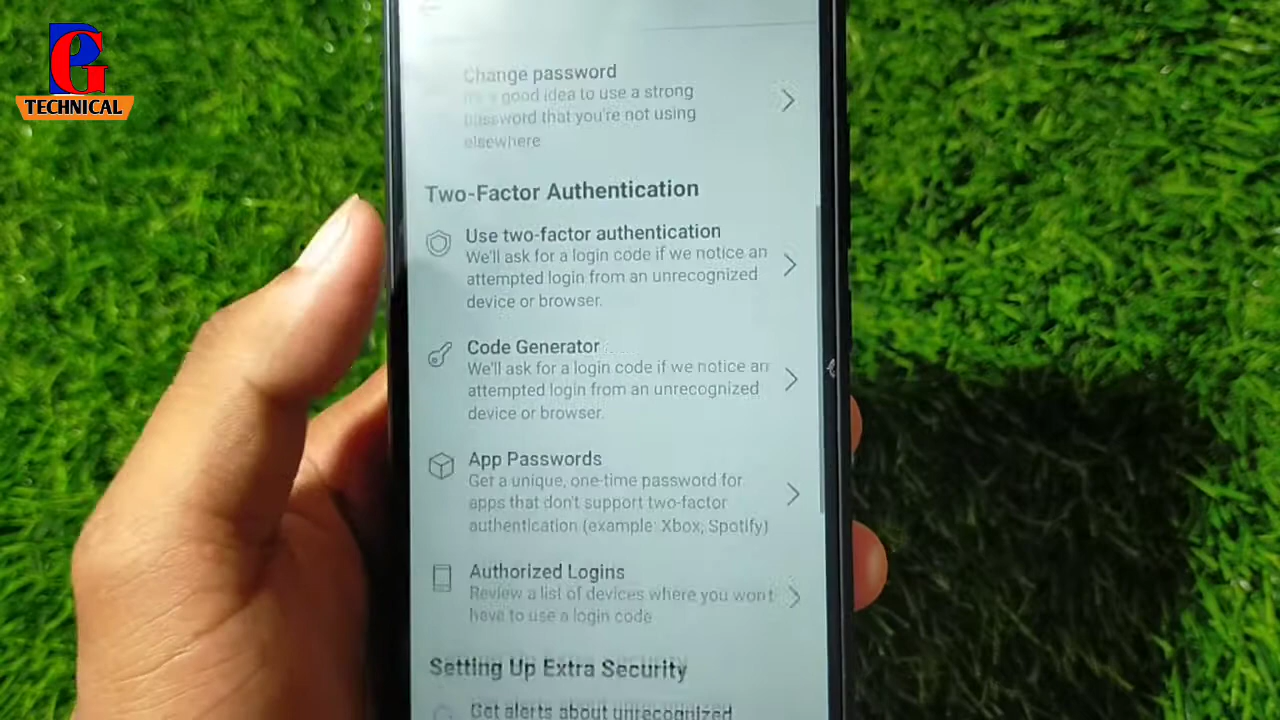 PG
TECHNICAL
Change password
It's a good idea to use a strong
password that you're not using
elsewhere
Two-Factor Authentication
Use two-factor authentication
We'll ask for a login code if we notice an
attempted login from an unrecognized
device or browser.
Code Generator
We'll ask for a login code if we notice an
attempted login from an unrecognized
device or browser.
App Passwords
Get a unique, one-time password for
apps that don't support two-factor
authentication (example: Xbox, Spotify)
Authorized Logins
Review a list of devices where you won't
have to use a login code
Setting Up Extra Security
Get alerts about unrecognized